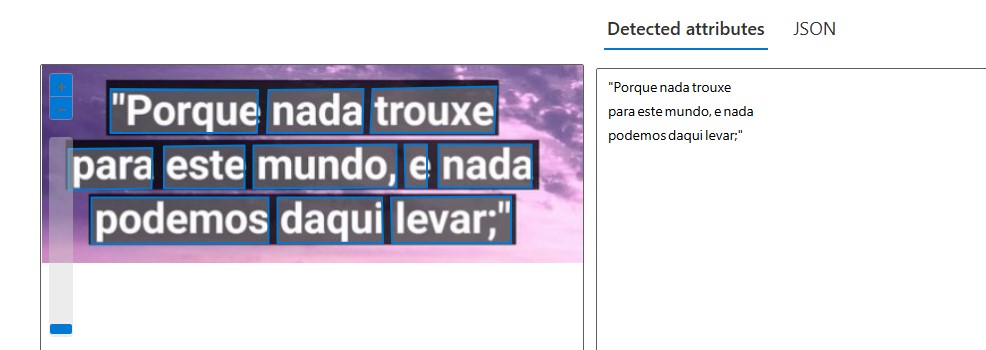 Detected attributes JSON
"Porque nada trouxe
para este mundo, e nada
podemos daqui levar;"
"Porque nada trouxe
para este mundo, e nada
podemos daqui levar;"